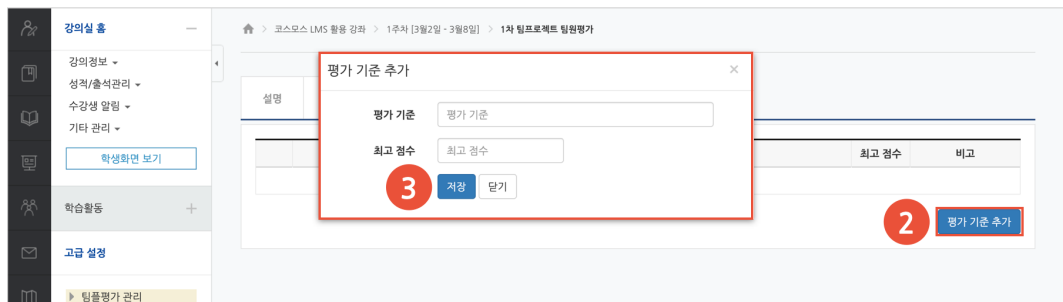 강의실 홈
코스모스 LMS 활용 강좌 > 1주차 [3월2일 - 3월8일] > 1차 팀프로젝트 팀원평가
강의정보
성적/출석관리
수강생 알림
기타 관리
학생화면 보기
학습활동
고급 설정
팀플평가 관리
설명
평가 기준 추가 ×
평가 기준 평가 기준
최고 점수 최고 점수
3 저장 닫기
최고 점수 비고
2 평가 기준 추가